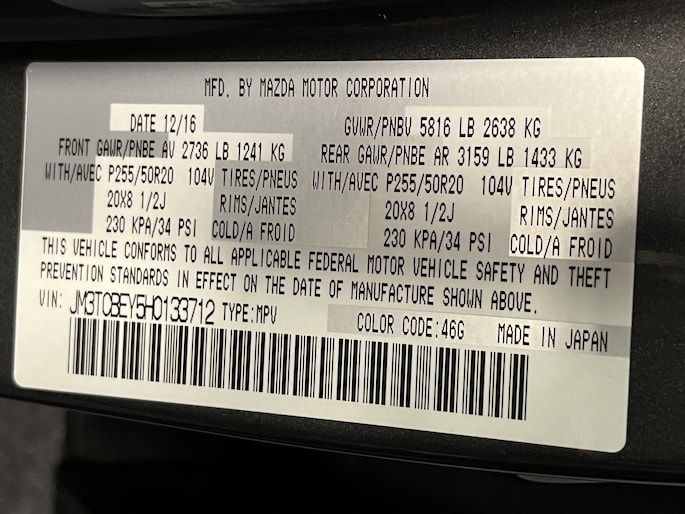 MFD. BY MAZDA MOTOR CORPORATION
DATE 12/16 GVWR/PNBV 5816 LB 2638 KG
FRONT GAWR/PNBE AV 2736 LB 1241 KG REAR GAWR/PNBE AR 3159 LB 1433 KG
WITH/AVEC P255/50R20 104V TIRES/PNEUS WITH/AVEC P255/50R20 104V TIRES/PNEUS
20X8 1/2J RIMS/JANTES 20X8 1/2J RIMS/JANTES
230 KPA/34 PSI COLD/A FROID 230 KPA/34 PSI COLD/A FROID
THIS VEHICLE CONFORMS TO ALL APPLICABLE FEDERAL MOTOR VEHICLE SAFETY AND THEFT
PREVENTION STANDARDS IN EFFECT ON THE DATE OF MANUFACTURE SHOWN ABOVE.
VIN: JM3TCBEY5H0133712 TYPE:MPV COLOR CODE:46G MADE IN JAPAN